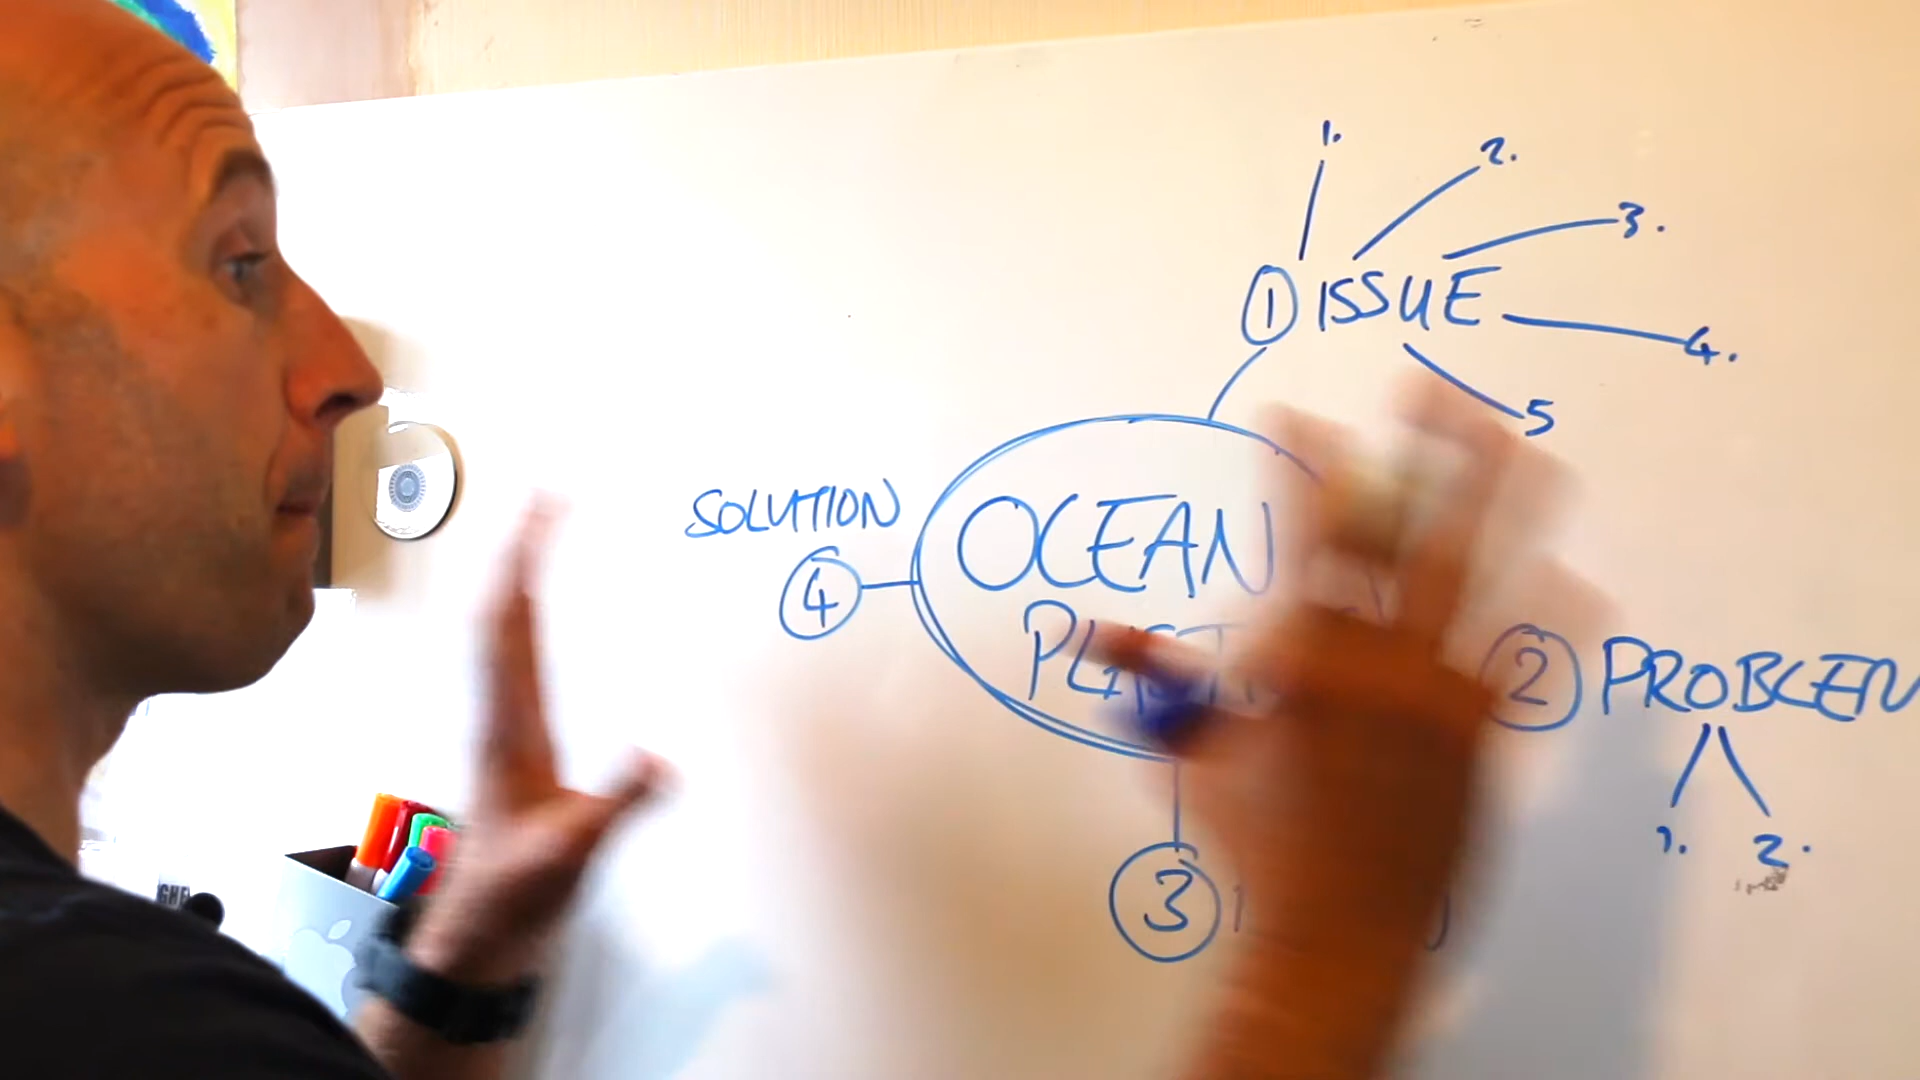 1.
2.
3.
① ISSUE
4.
5
SOLUTION
④
OCEAN
② PROBLEM
1.
2.
③